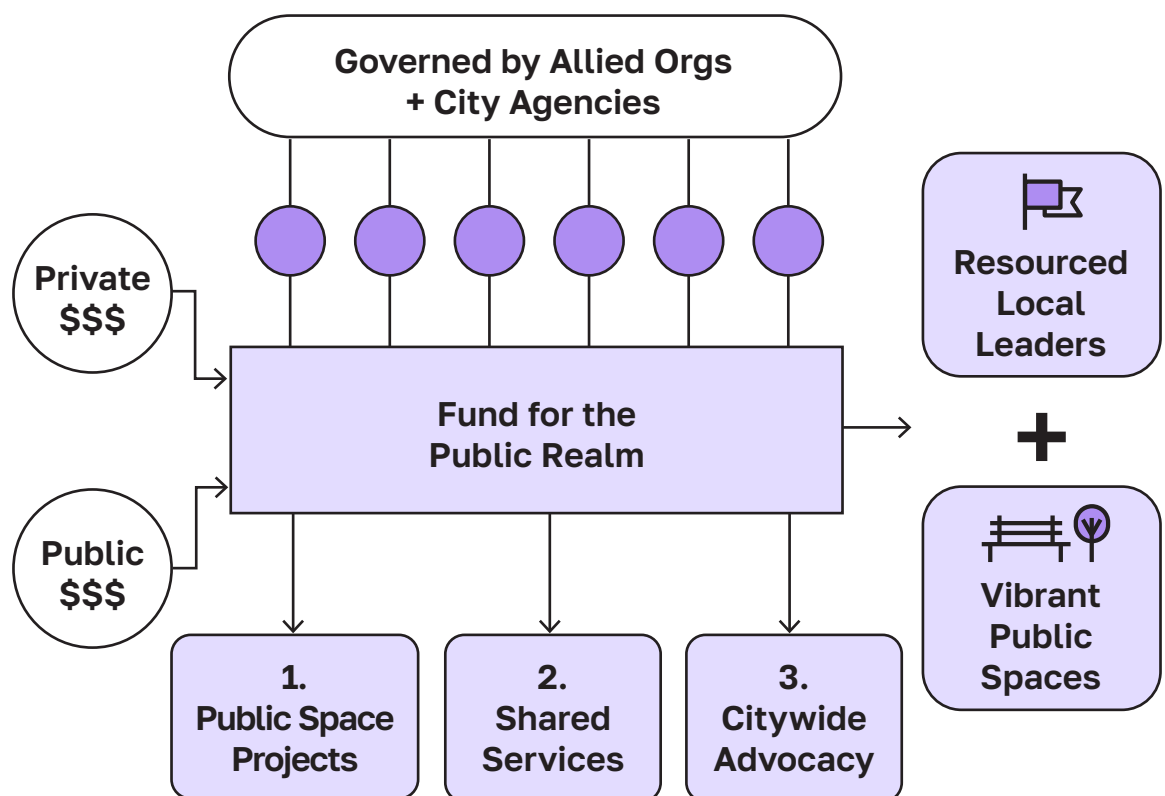 Governed by Allied Orgs
+ City Agencies
Private
$$$
Public
$$$
Fund for the
Public Realm
1.
Public Space
Projects
2.
Shared
Services
3.
Citywide
Advocacy
Resourced
Local
Leaders
+
Vibrant
Public
Spaces